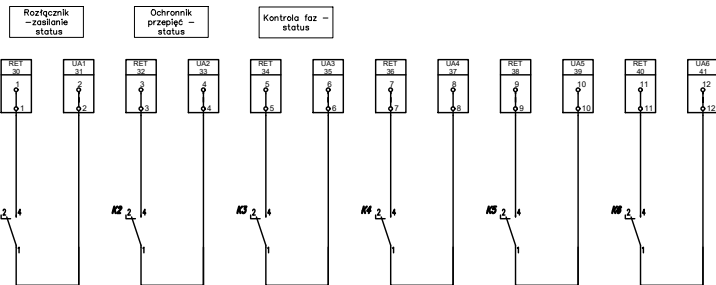 Rozłącznik
–zasilanie
status
Ochronnik
przepięć –
status
Kontrola faz –
status
RET UA1 RET UA2 RET UA3 RET UA4 RET UA5 RET UA6
30 31 32 33 34 35 36 37 38 39 40 41
1 2 3 4 5 6 7 8 9 10 11 12
1 2 3 4 5 6 7 8 9 10 11 12
2 4 K2 2 4 K3 2 4 K4 2 4 K5 2 4 K6 2 4
1 1 1 1 1 1